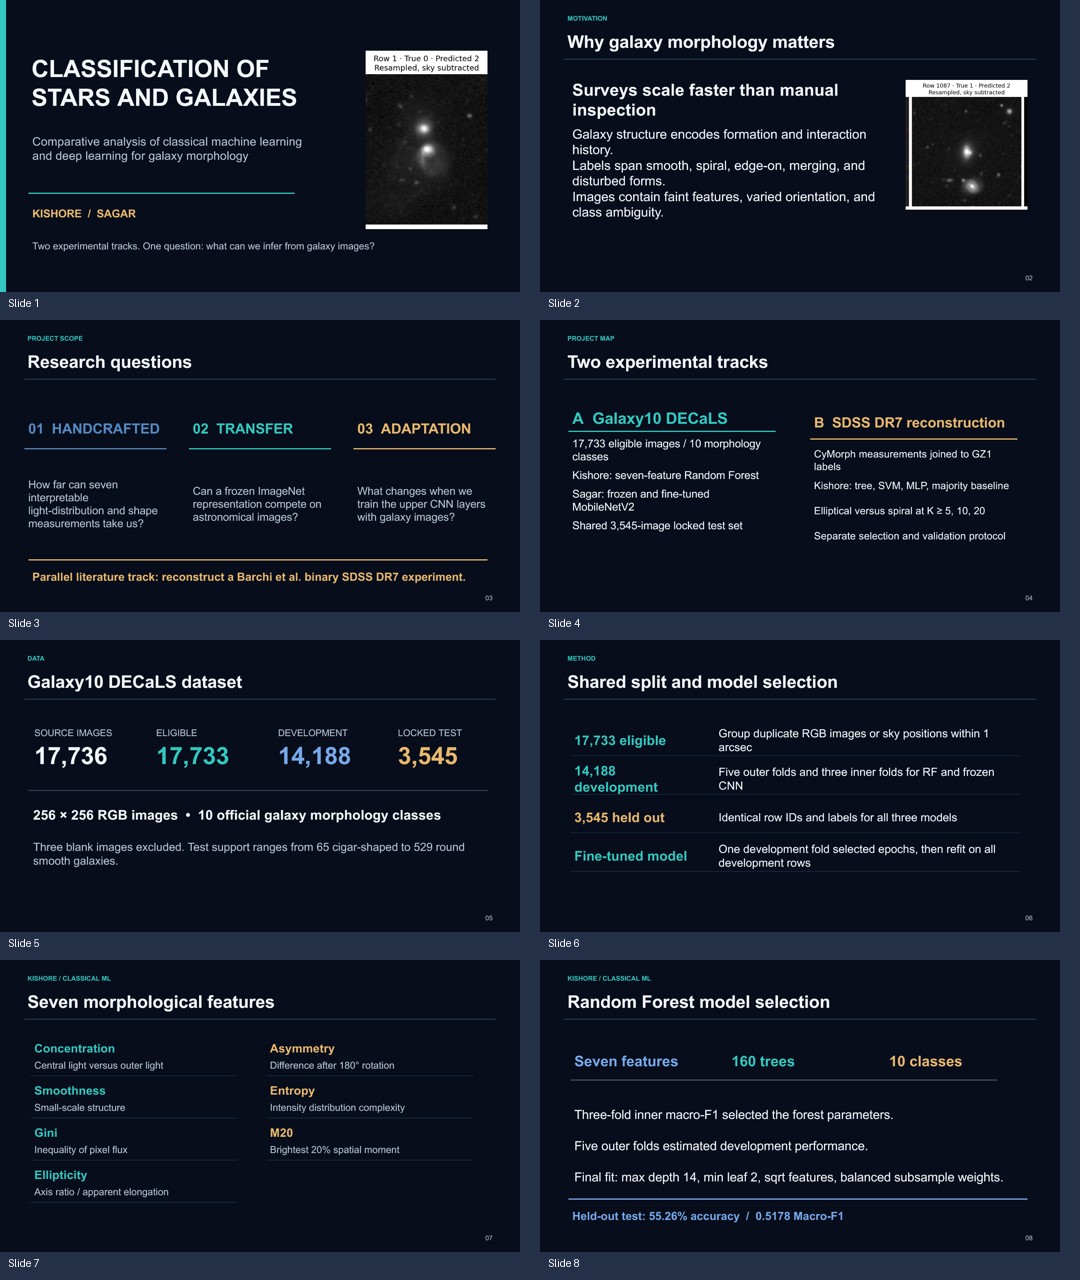 CLASSIFICATION OF
STARS AND GALAXIES
Comparative analysis of classical machine learning
and deep learning for galaxy morphology
KISHORE / SAGAR
Two experimental tracks. One question: what can we infer from galaxy images?
Row 1 · True 0 · Predicted 2
Resampled, sky subtracted
Slide 1
MOTIVATION
Why galaxy morphology matters
Surveys scale faster than manual
inspection
Galaxy structure encodes formation and interaction
history.
Labels span smooth, spiral, edge-on, merging, and
disturbed forms.
Images contain faint features, varied orientation, and
class ambiguity.
Row 1087 · True 1 · Predicted 2
Resampled, sky subtracted
02
Slide 2
PROJECT SCOPE
Research questions
01 HANDCRAFTED
How far can seven
interpretable
light-distribution and shape
measurements take us?
02 TRANSFER
Can a frozen ImageNet
representation compete on
astronomical images?
03 ADAPTATION
What changes when we
train the upper CNN layers
with galaxy images?
Parallel literature track: reconstruct a Barchi et al. binary SDSS DR7 experiment.
03
Slide 3
PROJECT MAP
Two experimental tracks
A Galaxy10 DECaLS
17,733 eligible images / 10 morphology
classes
Kishore: seven-feature Random Forest
Sagar: frozen and fine-tuned
MobileNetV2
Shared 3,545-image locked test set
B SDSS DR7 reconstruction
CyMorph measurements joined to GZ1
labels
Kishore: tree, SVM, MLP, majority baseline
Elliptical versus spiral at K ≥ 5, 10, 20
Separate selection and validation protocol
04
Slide 4
DATA
Galaxy10 DECaLS dataset
SOURCE IMAGES
17,736
ELIGIBLE
17,733
DEVELOPMENT
14,188
LOCKED TEST
3,545
256 × 256 RGB images • 10 official galaxy morphology classes
Three blank images excluded. Test support ranges from 65 cigar-shaped to 529 round
smooth galaxies.
05
Slide 5
METHOD
Shared split and model selection
17,733 eligible
Group duplicate RGB images or sky positions within 1
arcsec
14,188
development
Five outer folds and three inner folds for RF and frozen
CNN
3,545 held out
Identical row IDs and labels for all three models
Fine-tuned model
One development fold selected epochs, then refit on all
development rows
06
Slide 6
KISHORE / CLASSICAL ML
Seven morphological features
Concentration
Central light versus outer light
Smoothness
Small-scale structure
Gini
Inequality of pixel flux
Ellipticity
Axis ratio / apparent elongation
Asymmetry
Difference after 180° rotation
Entropy
Intensity distribution complexity
M20
Brightest 20% spatial moment
07
Slide 7
KISHORE / CLASSICAL ML
Random Forest model selection
Seven features
160 trees
10 classes
Three-fold inner macro-F1 selected the forest parameters.
Five outer folds estimated development performance.
Final fit: max depth 14, min leaf 2, sqrt features, balanced subsample weights.
Held-out test: 55.26% accuracy / 0.5178 Macro-F1
08
Slide 8